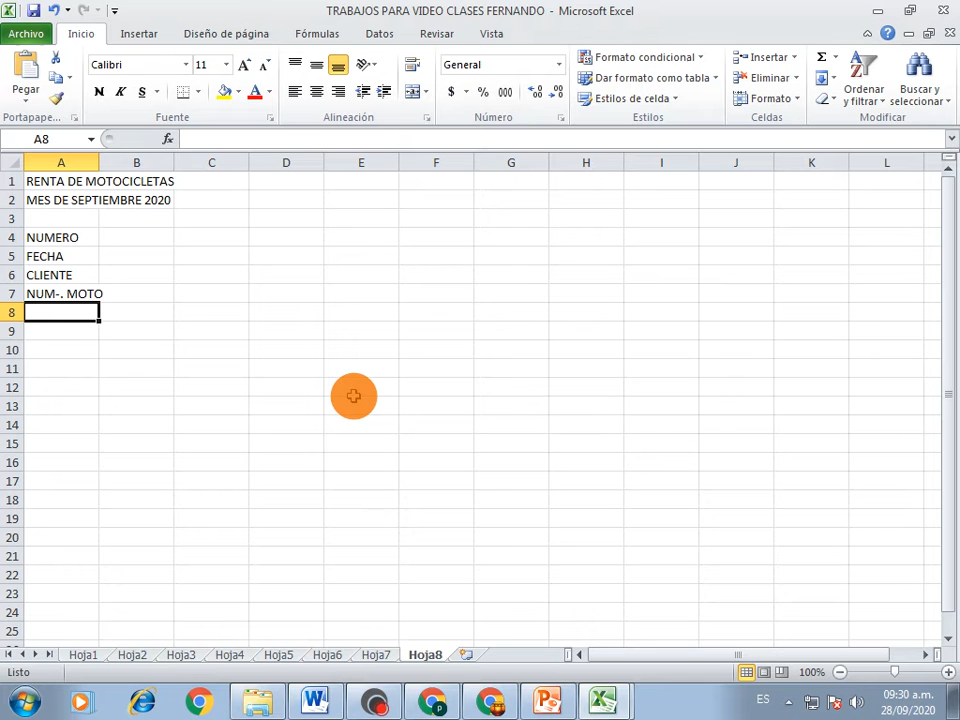 TRABAJOS PARA VIDEO CLASES FERNANDO - Microsoft Excel
Archivo Inicio Insertar Diseño de página Fórmulas Datos Revisar Vista
Calibri 11 General Formato condicional Insertar
Pegar N K S $ % 000 Dar formato como tabla Eliminar Ordenar y filtrar Buscar y seleccionar
Estilos de celda Formato
Portapape... Fuente Alineación Número Estilos Celdas Modificar
A8 fx
A B C D E F G H I J K L
1 RENTA DE MOTOCICLETAS
2 MES DE SEPTIEMBRE 2020
3
4 NUMERO
5 FECHA
6 CLIENTE
7 NUM-. MOTO
8
9
10
11
12
13
14
15
16
17
18
19
20
21
22
23
24
25
Hoja1 Hoja2 Hoja3 Hoja4 Hoja5 Hoja6 Hoja7 Hoja8
Listo 100%
ES 09:30 a.m.
28/09/2020